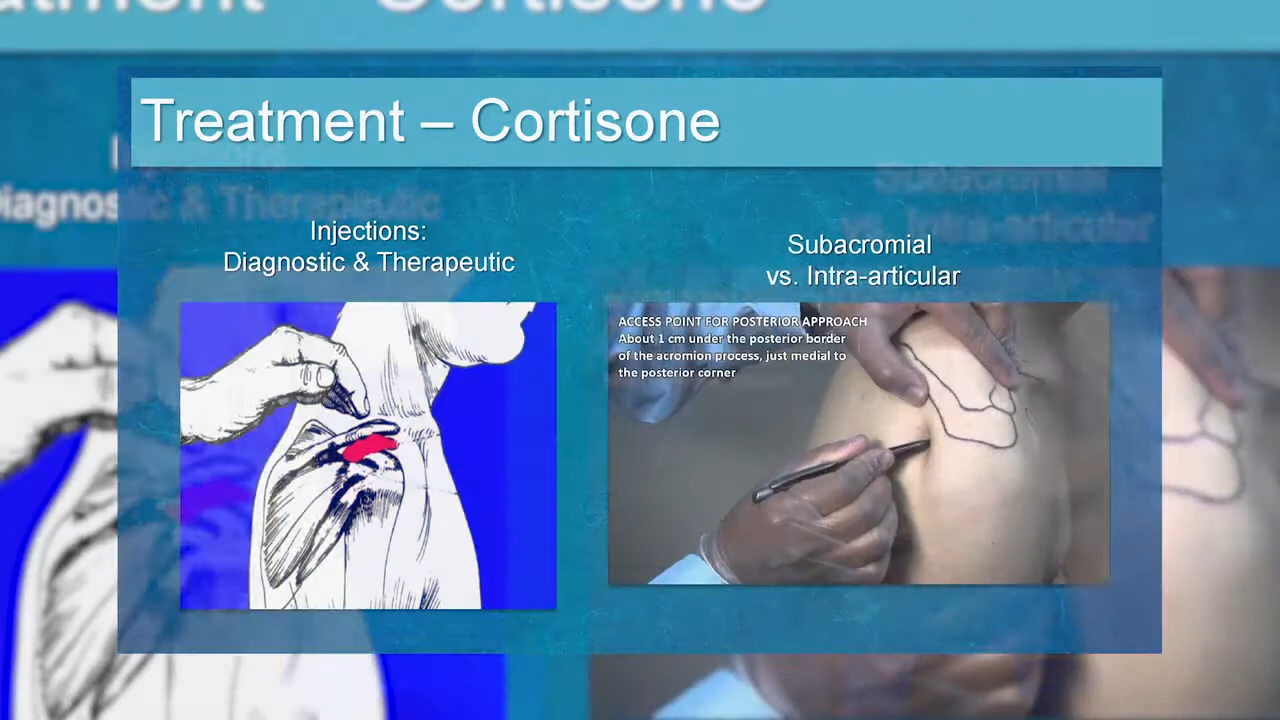 Treatment – Cortisone
Injections:
Diagnostic & Therapeutic
Subacromial
vs. Intra-articular
ACCESS POINT FOR POSTERIOR APPROACH
About 1 cm under the posterior border
of the acromion process, just medial to
the posterior corner